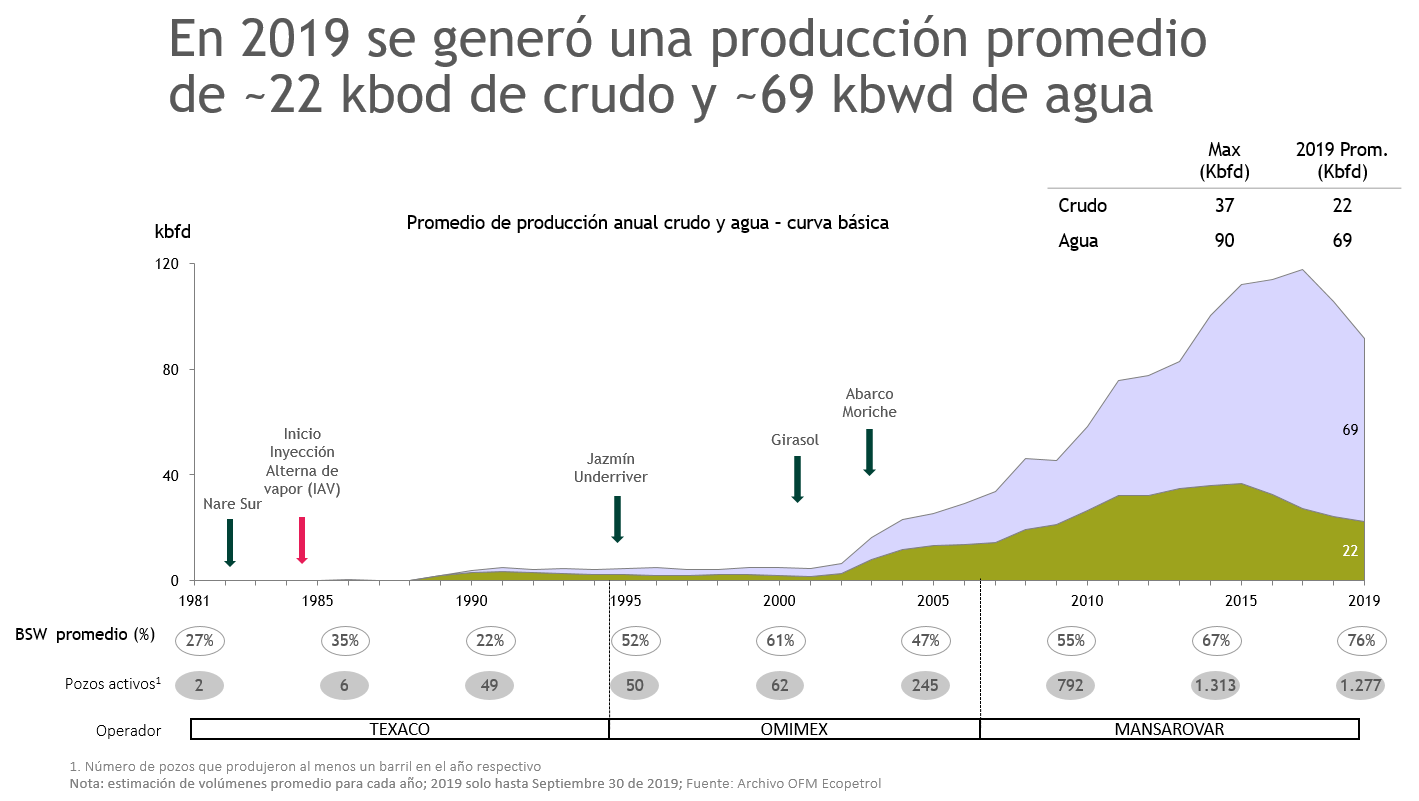 En 2019 se generó una producción promedio
de ~22 kbod de crudo y ~69 kbwd de agua
Max
(Kbfd)
2019 Prom.
(Kbfd)
Crudo 37 22
Agua 90 69
Promedio de producción anual crudo y agua – curva básica
kbfd
120
80
40
0
Nare Sur
Inicio
Inyección
Alterna de
vapor (IAV)
Jazmín
Underriver
Girasol
Abarco
Moriche
69
22
1981 1985 1990 1995 2000 2005 2010 2015 2019
BSW promedio (%) 27% 35% 22% 52% 61% 47% 55% 67% 76%
Pozos activos¹ 2 6 49 50 62 245 792 1.313 1.277
Operador TEXACO OMIMEX MANSAROVAR
1. Número de pozos que produjeron al menos un barril en el año respectivo
Nota: estimación de volúmenes promedio para cada año; 2019 solo hasta Septiembre 30 de 2019; Fuente: Archivo OFM Ecopetrol